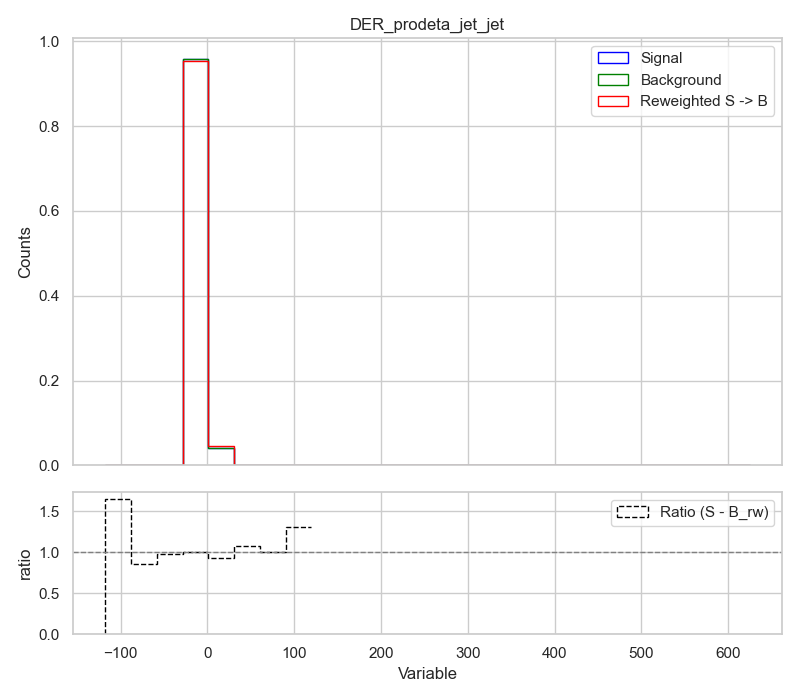 DER_prodeta_jet_jet
1.0
0.8
0.6
0.4
0.2
0.0
Counts
Signal
Background
Reweighted S -> B
1.5
1.0
0.5
0.0
ratio
Ratio (S - B_rw)
−100 0 100 200 300 400 500 600
Variable